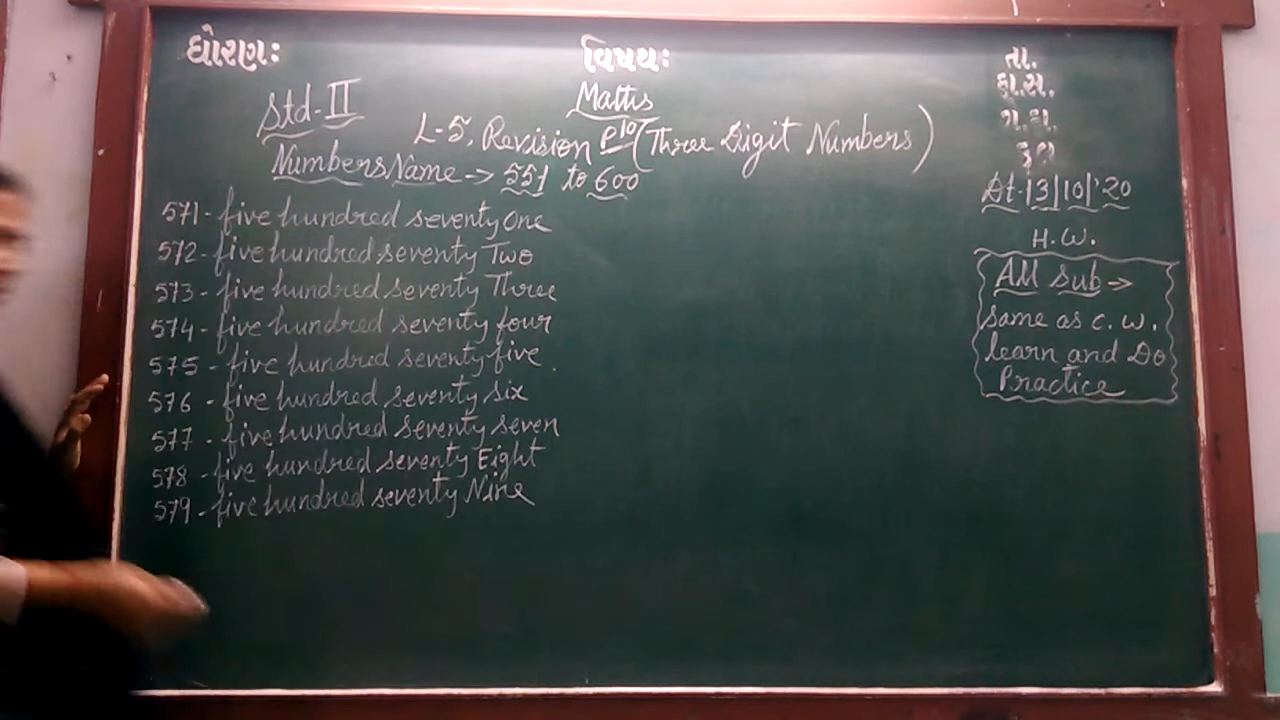 ધોરણ: વિષય: તા.
Std-II Maths
ક્રા.સ.
L-5, Revision P10 (Three Digit Numbers)
Numbers Name -> 551 to 600
Dt-13/10/'20
571- five hundred seventy One
572- five hundred seventy Two
573- five hundred seventy Three
574- five hundred seventy four
575- five hundred seventy five.
576- five hundred seventy six
577- five hundred seventy seven
578- five hundred seventy Eight
579- five hundred seventy Nine
H.W.
All Sub ->
same as C.W.
learn and Do
Practice